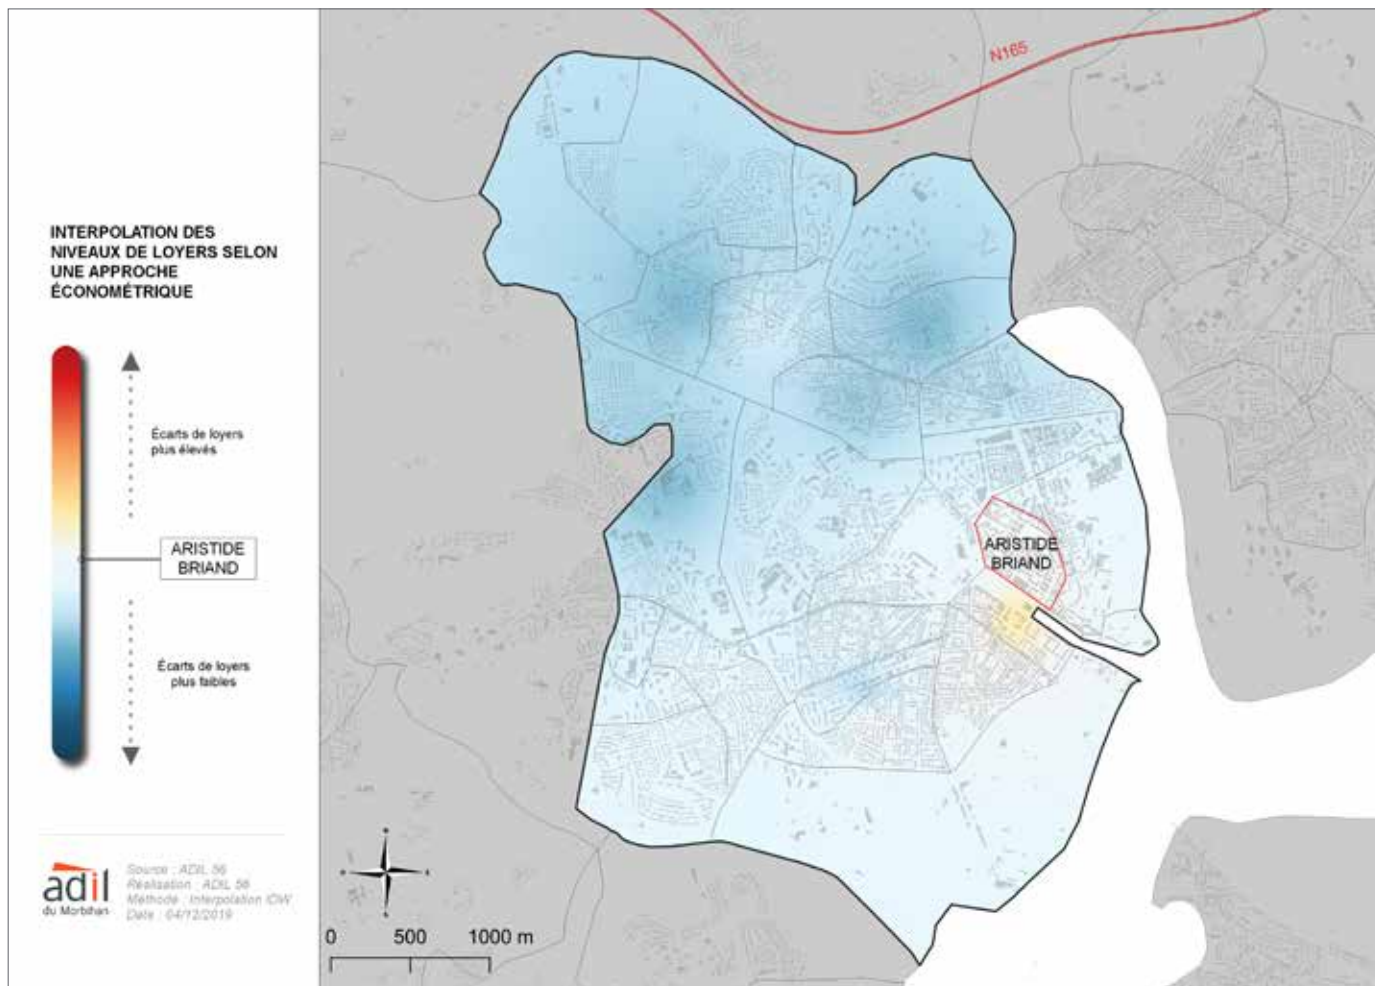 INTERPOLATION DES
NIVEAUX DE LOYERS SELON
UNE APPROCHE
ÉCONOMÉTRIQUE
Écarts de loyers
plus élevés
ARISTIDE
BRIAND
Écarts de loyers
plus faibles
adil
du Morbihan
Source : ADIL 56
Réalisation : ADIL 56
Méthode : Interpolation IDW
Date : 04/12/2019
N165
ARISTIDE
BRIAND
0 500 1000 m